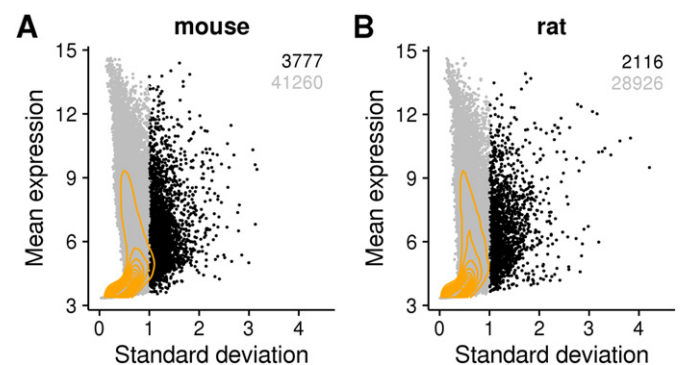 A mouse
3777
41260
15
12
9
6
3
Mean expression
0 1 2 3 4
Standard deviation
B rat
2116
28926
15
12
9
6
3
Mean expression
0 1 2 3 4
Standard deviation